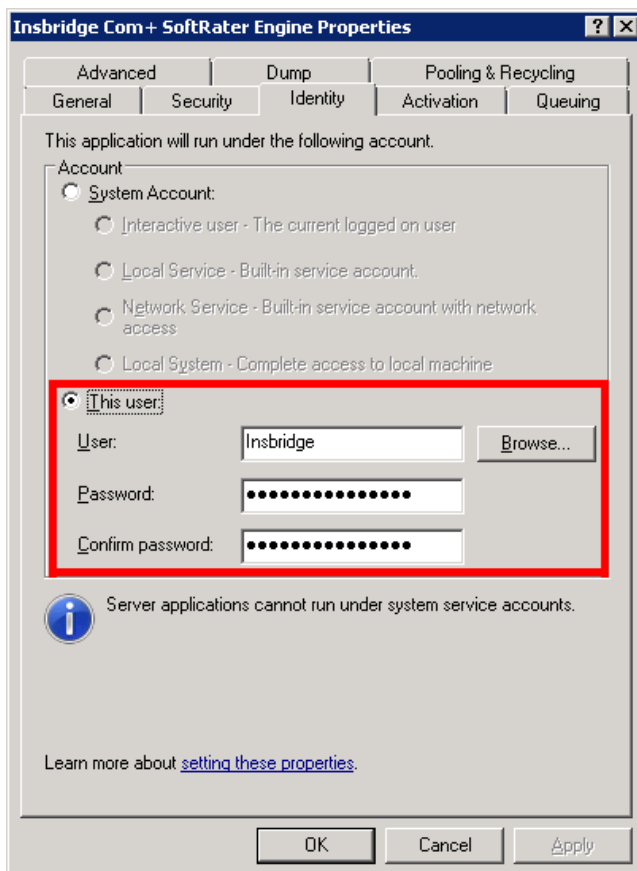 Insbridge Com+ SoftRater Engine Properties
Advanced Dump Pooling & Recycling
General Security Identity Activation Queuing
This application will run under the following account.
Account
System Account:
Interactive user - The current logged on user
Local Service - Built-in service account.
Network Service - Built-in service account with network
access
Local System - Complete access to local machine
This user:
User: Insbridge Browse...
Password: •••••••••••••••
Confirm password: •••••••••••••••
Server applications cannot run under system service accounts.
Learn more about setting these properties.
OK Cancel Apply